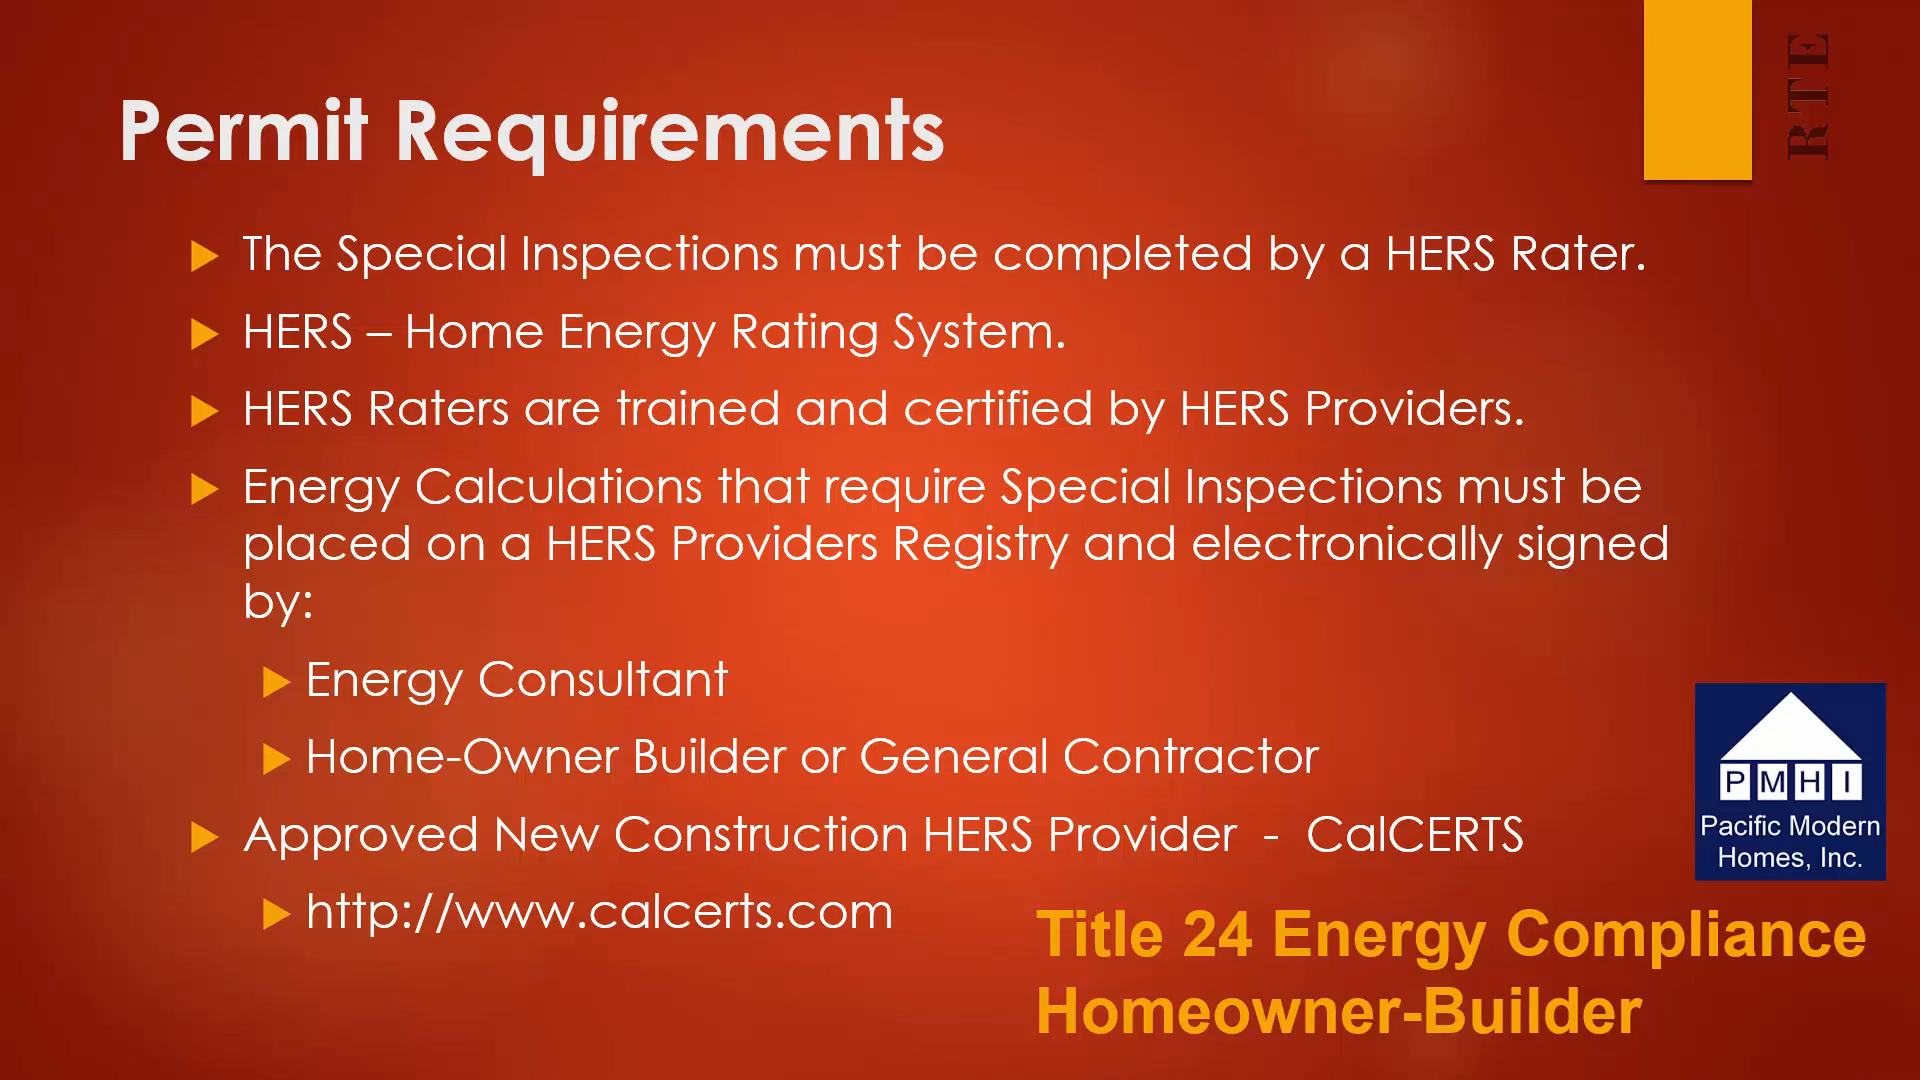 RTE
Permit Requirements
The Special Inspections must be completed by a HERS Rater.
HERS – Home Energy Rating System.
HERS Raters are trained and certified by HERS Providers.
Energy Calculations that require Special Inspections must be
placed on a HERS Providers Registry and electronically signed
by:
Energy Consultant
Home-Owner Builder or General Contractor
Approved New Construction HERS Provider - CalCERTS
http://www.calcerts.com
PMHI
Pacific Modern
Homes, Inc.
Title 24 Energy Compliance
Homeowner-Builder